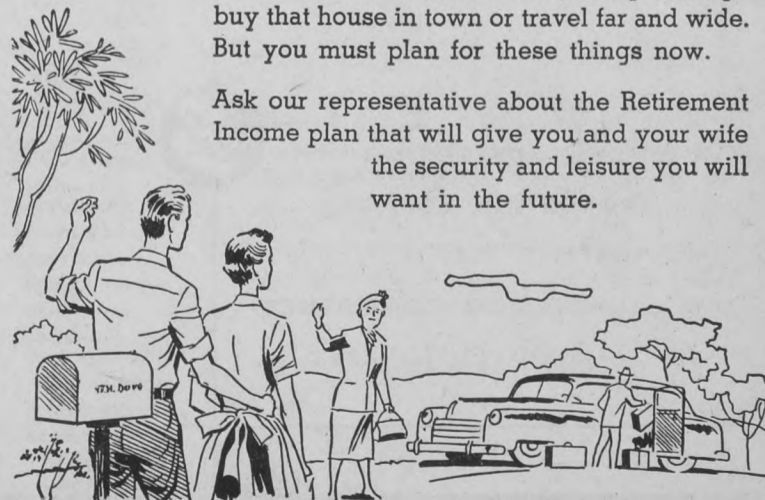 buy that house in town or travel far and wide.
But you must plan for these things now.
Ask our representative about the Retirement
Income plan that will give you and your wife
the security and leisure you will
want in the future.